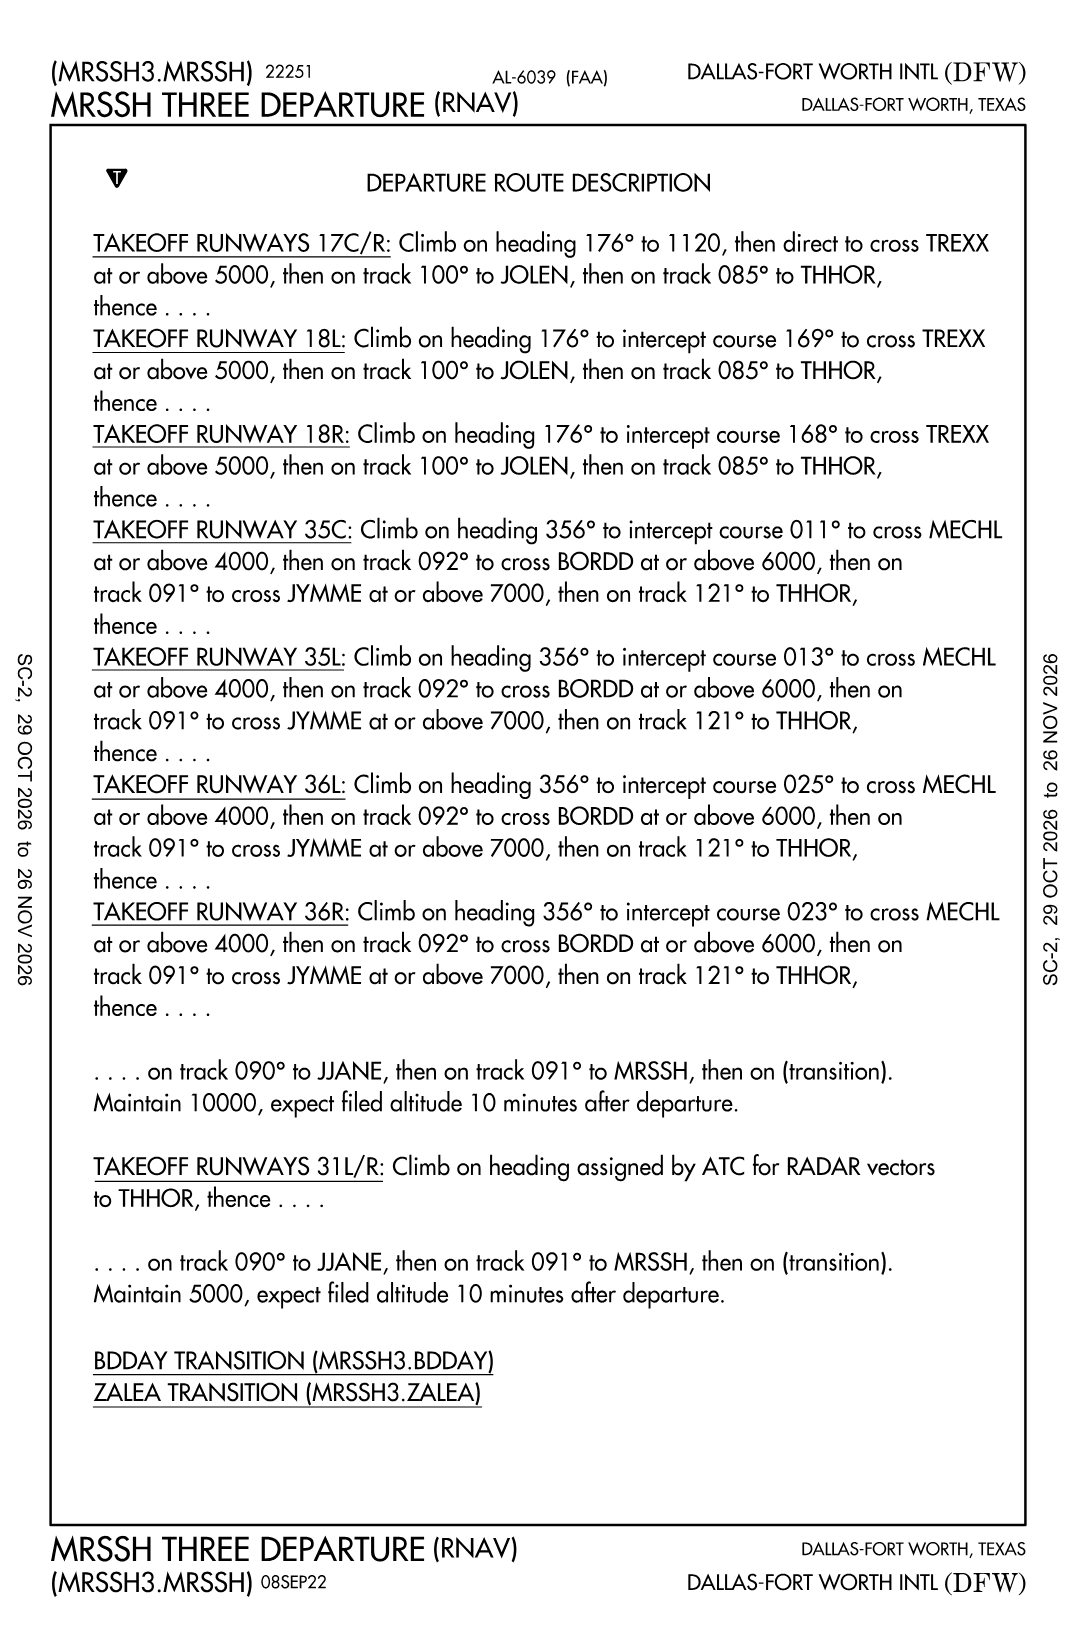 (MRSSH3.MRSSH) 22251
AL-6039 (FAA)
DALLAS-FORT WORTH INTL (DFW)
MRSSH THREE DEPARTURE (RNAV)
DALLAS-FORT WORTH, TEXAS
T
DEPARTURE ROUTE DESCRIPTION
TAKEOFF RUNWAYS 17C/R: Climb on heading 176° to 1120, then direct to cross TREXX
at or above 5000, then on track 100° to JOLEN, then on track 085° to THHOR,
thence . . . .
TAKEOFF RUNWAY 18L: Climb on heading 176° to intercept course 169° to cross TREXX
at or above 5000, then on track 100° to JOLEN, then on track 085° to THHOR,
thence . . . .
TAKEOFF RUNWAY 18R: Climb on heading 176° to intercept course 168° to cross TREXX
at or above 5000, then on track 100° to JOLEN, then on track 085° to THHOR,
thence . . . .
TAKEOFF RUNWAY 35C: Climb on heading 356° to intercept course 011° to cross MECHL
at or above 4000, then on track 092° to cross BORDD at or above 6000, then on
track 091° to cross JYMME at or above 7000, then on track 121° to THHOR,
thence . . . .
TAKEOFF RUNWAY 35L: Climb on heading 356° to intercept course 013° to cross MECHL
at or above 4000, then on track 092° to cross BORDD at or above 6000, then on
track 091° to cross JYMME at or above 7000, then on track 121° to THHOR,
thence . . . .
TAKEOFF RUNWAY 36L: Climb on heading 356° to intercept course 025° to cross MECHL
at or above 4000, then on track 092° to cross BORDD at or above 6000, then on
track 091° to cross JYMME at or above 7000, then on track 121° to THHOR,
thence . . . .
TAKEOFF RUNWAY 36R: Climb on heading 356° to intercept course 023° to cross MECHL
at or above 4000, then on track 092° to cross BORDD at or above 6000, then on
track 091° to cross JYMME at or above 7000, then on track 121° to THHOR,
thence . . . .
. . . . on track 090° to JJANE, then on track 091° to MRSSH, then on (transition).
Maintain 10000, expect filed altitude 10 minutes after departure.
TAKEOFF RUNWAYS 31L/R: Climb on heading assigned by ATC for RADAR vectors
to THHOR, thence . . . .
. . . . on track 090° to JJANE, then on track 091° to MRSSH, then on (transition).
Maintain 5000, expect filed altitude 10 minutes after departure.
BDDAY TRANSITION (MRSSH3.BDDAY)
ZALEA TRANSITION (MRSSH3.ZALEA)
SC-2, 29 OCT 2026 to 26 NOV 2026
SC-2, 29 OCT 2026 to 26 NOV 2026
MRSSH THREE DEPARTURE (RNAV)
DALLAS-FORT WORTH, TEXAS
(MRSSH3.MRSSH) 08SEP22
DALLAS-FORT WORTH INTL (DFW)